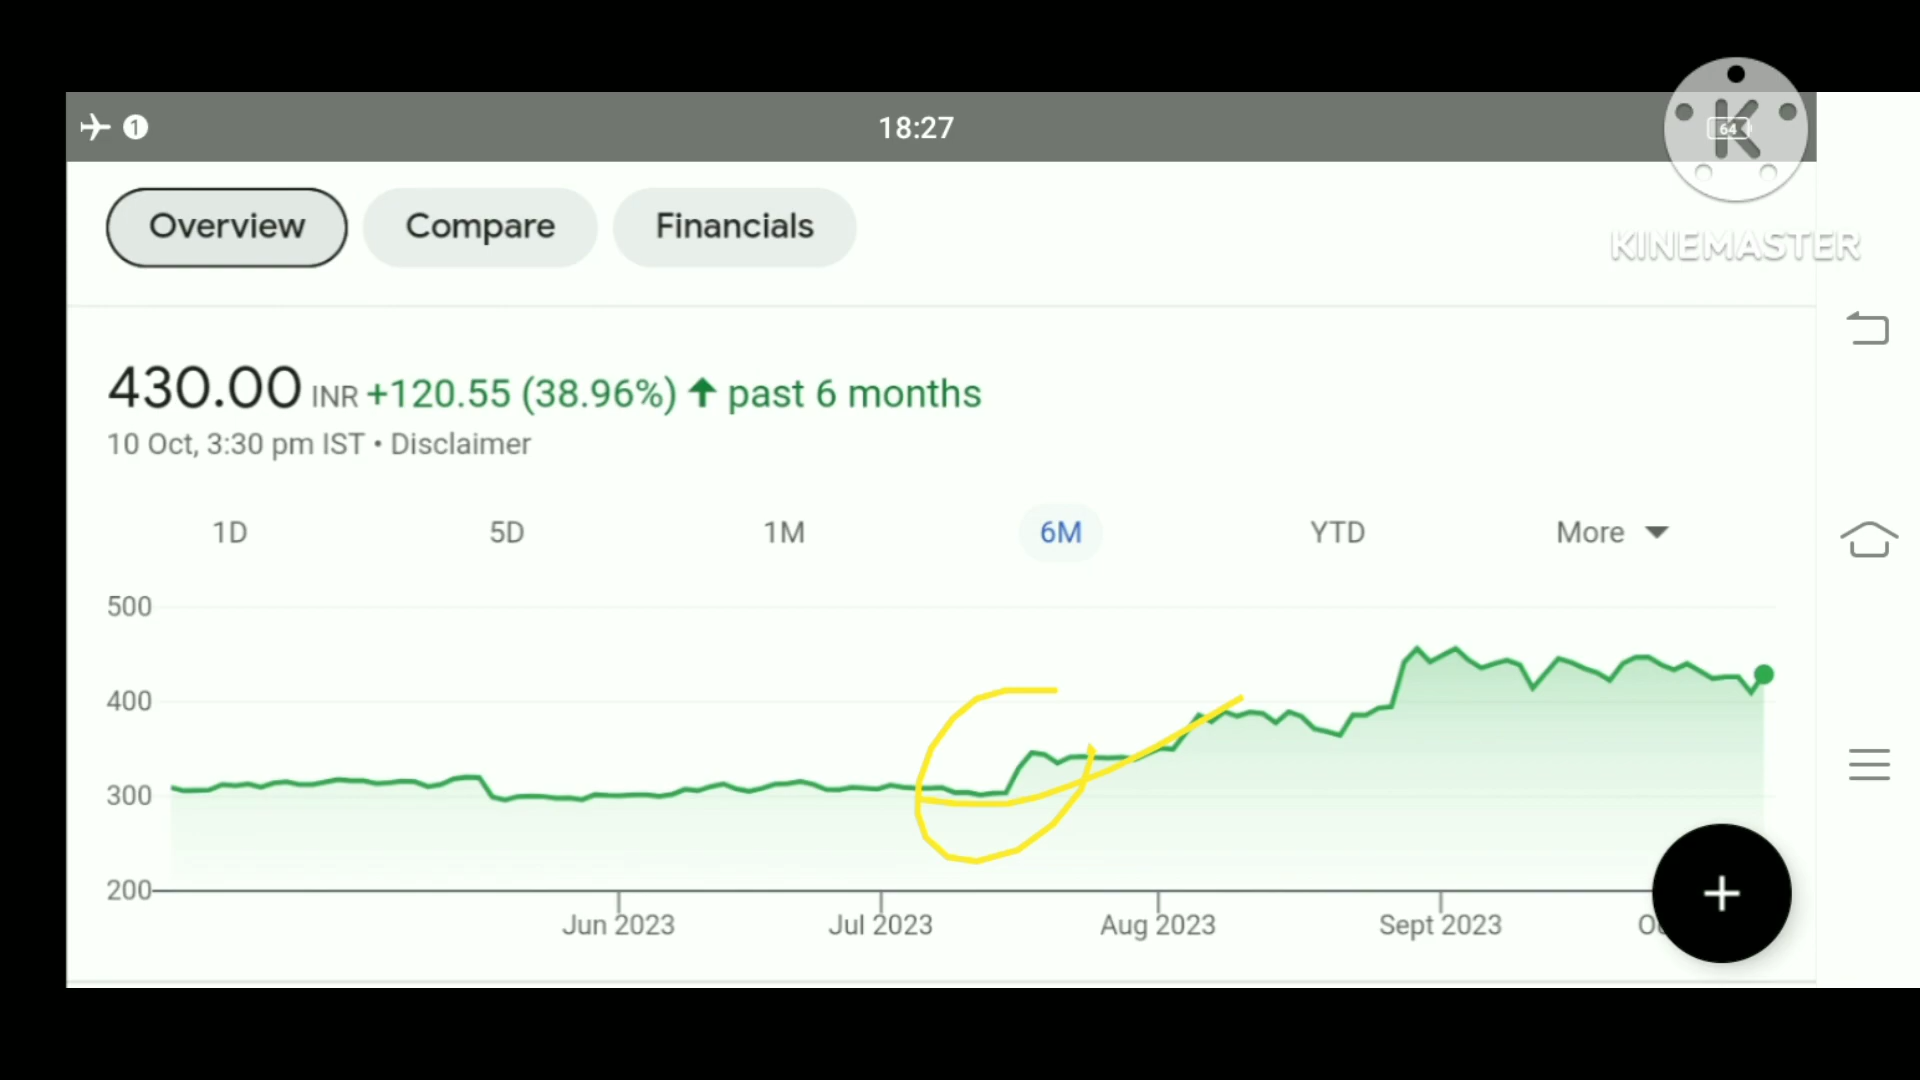 1 18:27 64
K
KINEMASTER
Overview Compare Financials
430.00 INR +120.55 (38.96%) ↑ past 6 months
10 Oct, 3:30 pm IST • Disclaimer
1D 5D 1M 6M YTD More
500
400
300
200
Jun 2023 Jul 2023 Aug 2023 Sept 2023
+